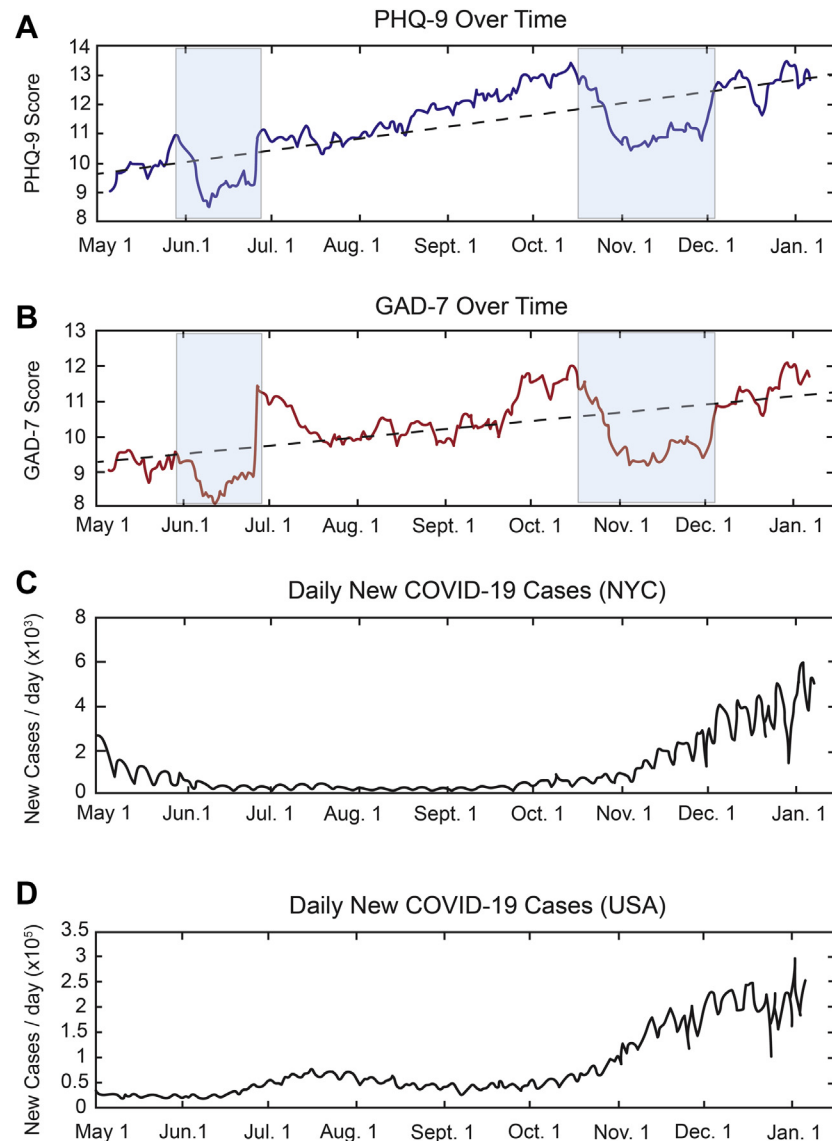 A
PHQ-9 Over Time
PHQ-9 Score
14
13
12
11
10
9
8
May 1 Jun.1 Jul. 1 Aug. 1 Sept. 1 Oct. 1 Nov. 1 Dec. 1 Jan. 1
B
GAD-7 Over Time
GAD-7 Score
13
12
11
10
9
8
May 1 Jun.1 Jul. 1 Aug. 1 Sept. 1 Oct. 1 Nov. 1 Dec. 1 Jan. 1
C
Daily New COVID-19 Cases (NYC)
New Cases / day (x10³)
8
6
4
2
0
May 1 Jun.1 Jul. 1 Aug. 1 Sept. 1 Oct. 1 Nov. 1 Dec. 1 Jan. 1
D
Daily New COVID-19 Cases (USA)
New Cases / day (x10⁵)
3.5
3
2.5
2
1.5
1
0.5
0
May 1 Jun.1 Jul. 1 Aug. 1 Sept. 1 Oct. 1 Nov. 1 Dec. 1 Jan. 1